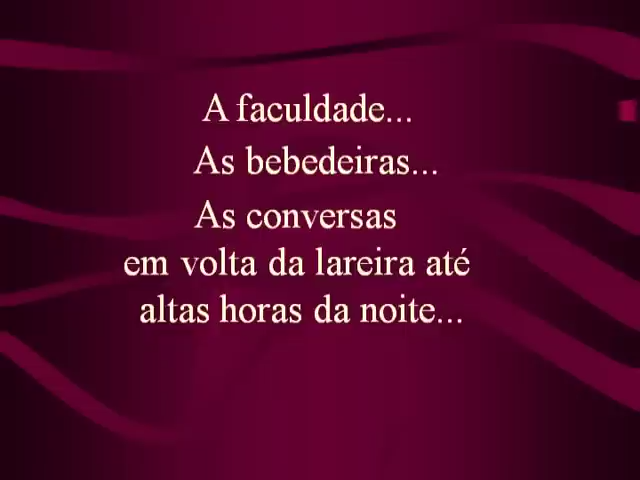 A faculdade...
As bebedeiras...
As conversas
em volta da lareira até
altas horas da noite...